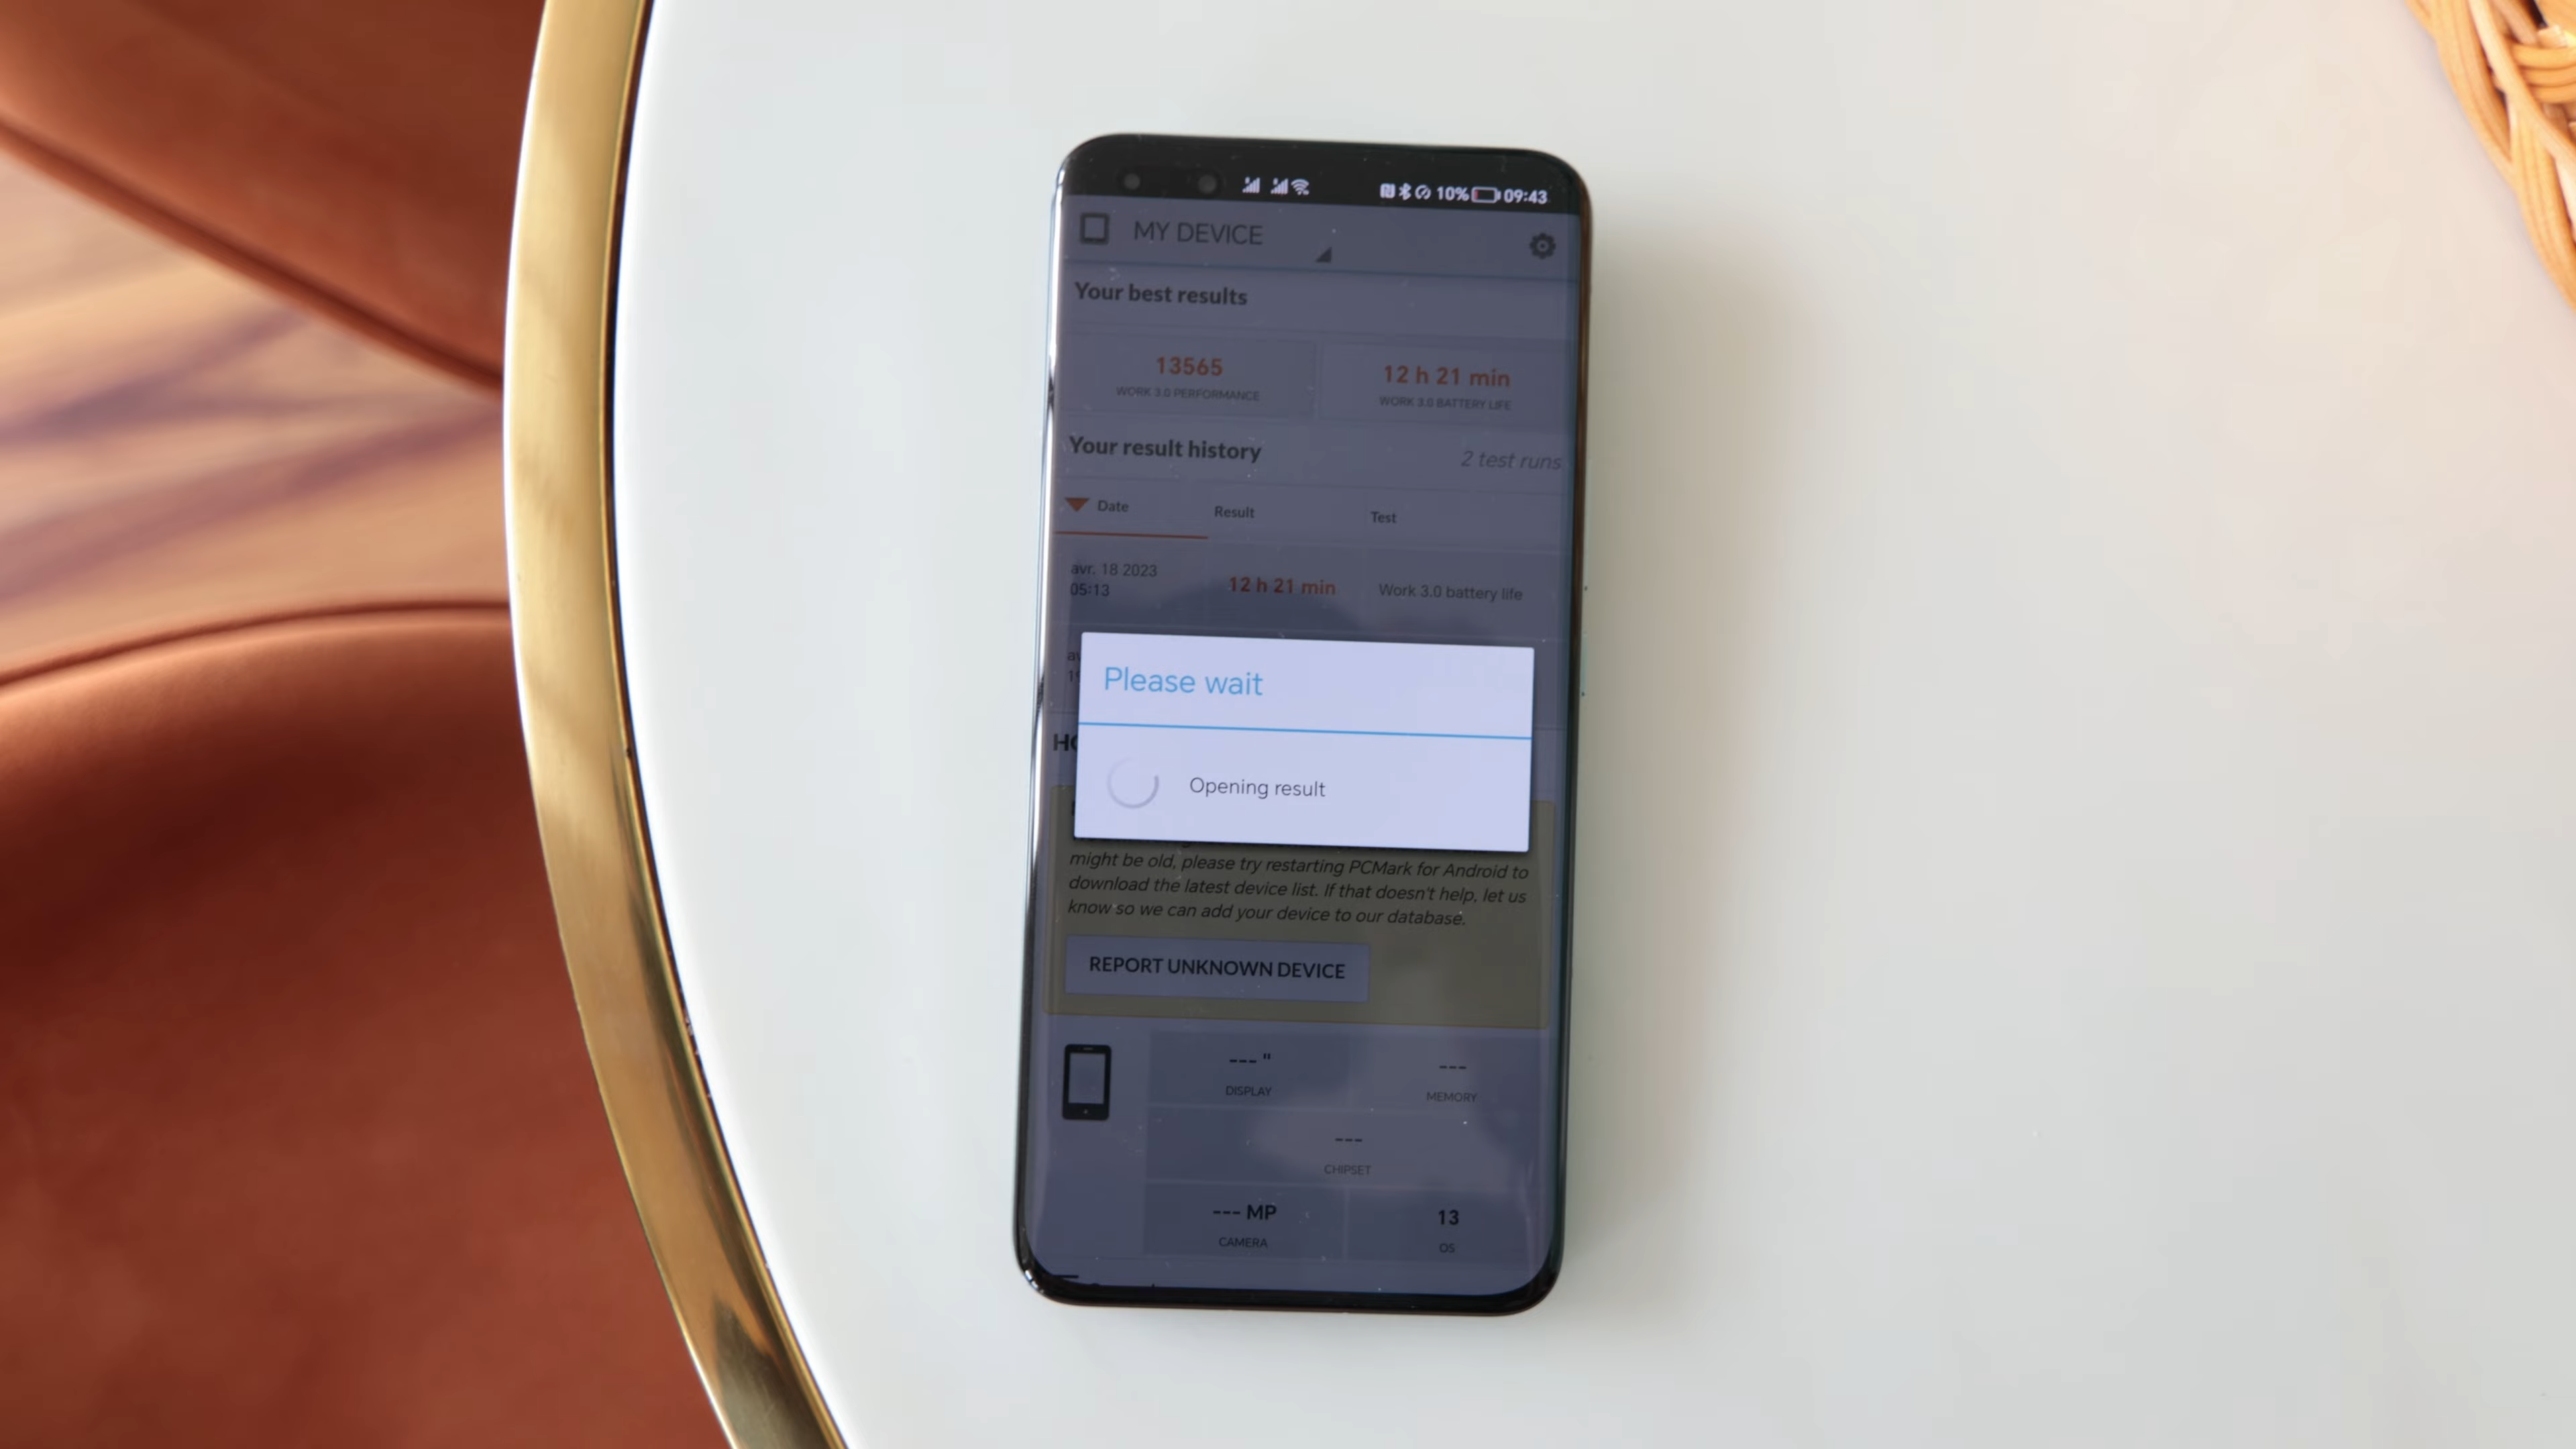 10% 09:43
MY DEVICE
Your best results
13565
WORK 3.0 PERFORMANCE
12 h 21 min
WORK 3.0 BATTERY LIFE
Your result history
2 test runs
Date
Result
Test
avr. 18 2023
05:13
12 h 21 min
Work 3.0 battery life
Please wait
Opening result
might be old, please try restarting PCMark for Android to
download the latest device list. If that doesn't help, let us
know so we can add your device to our database.
REPORT UNKNOWN DEVICE
--- "
DISPLAY
---
MEMORY
---
CHIPSET
--- MP
CAMERA
13
OS